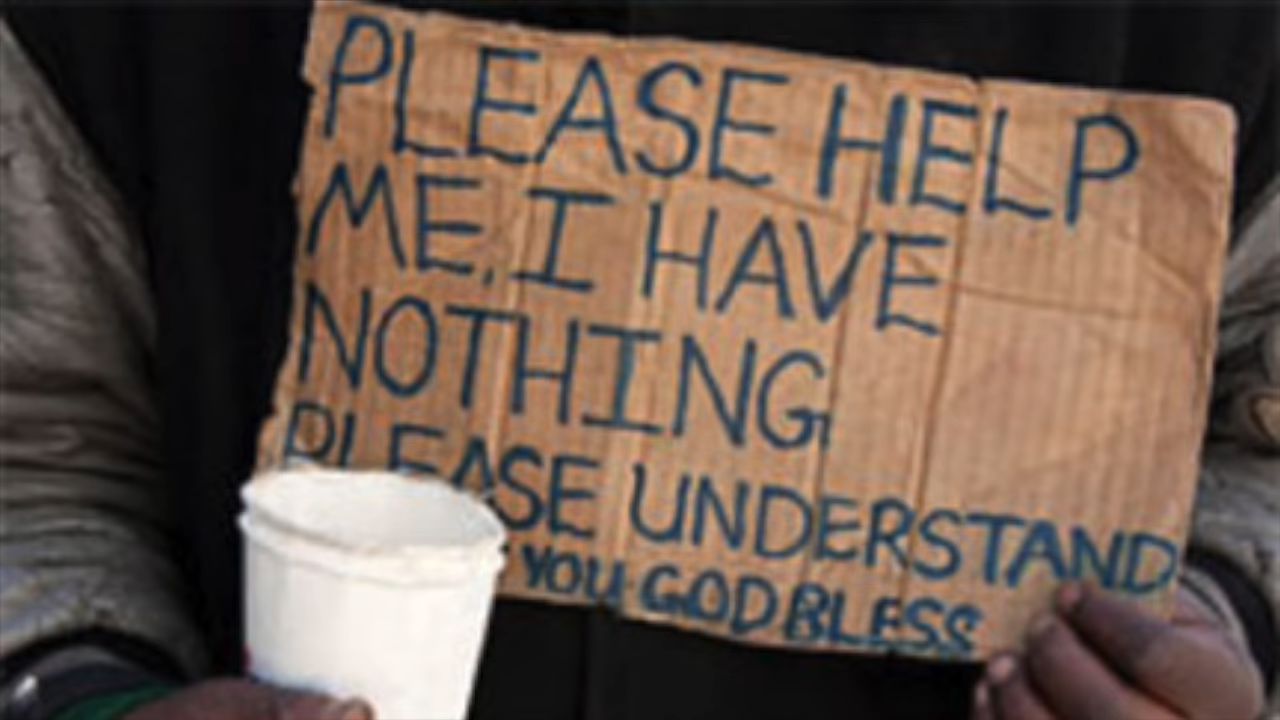 PLEASE HELP
ME, I HAVE
NOTHING
PLEASE UNDERSTAND
YOU GOD BLESS